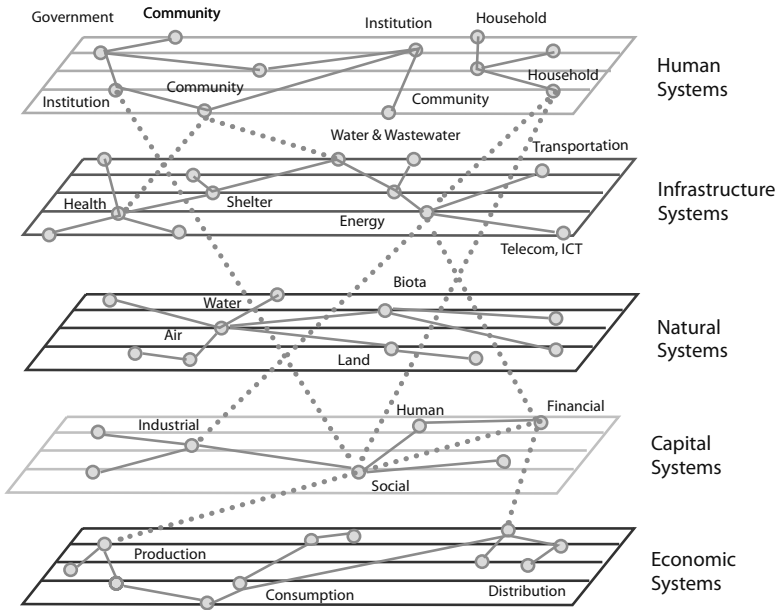 Government
Community
Institution
Household
Community
Household
Institution
Community
Human
Systems
Water & Wastewater
Transportation
Health
Shelter
Energy
Telecom, ICT
Infrastructure
Systems
Biota
Water
Air
Land
Natural
Systems
Industrial
Human
Financial
Social
Capital
Systems
Production
Consumption
Distribution
Economic
Systems